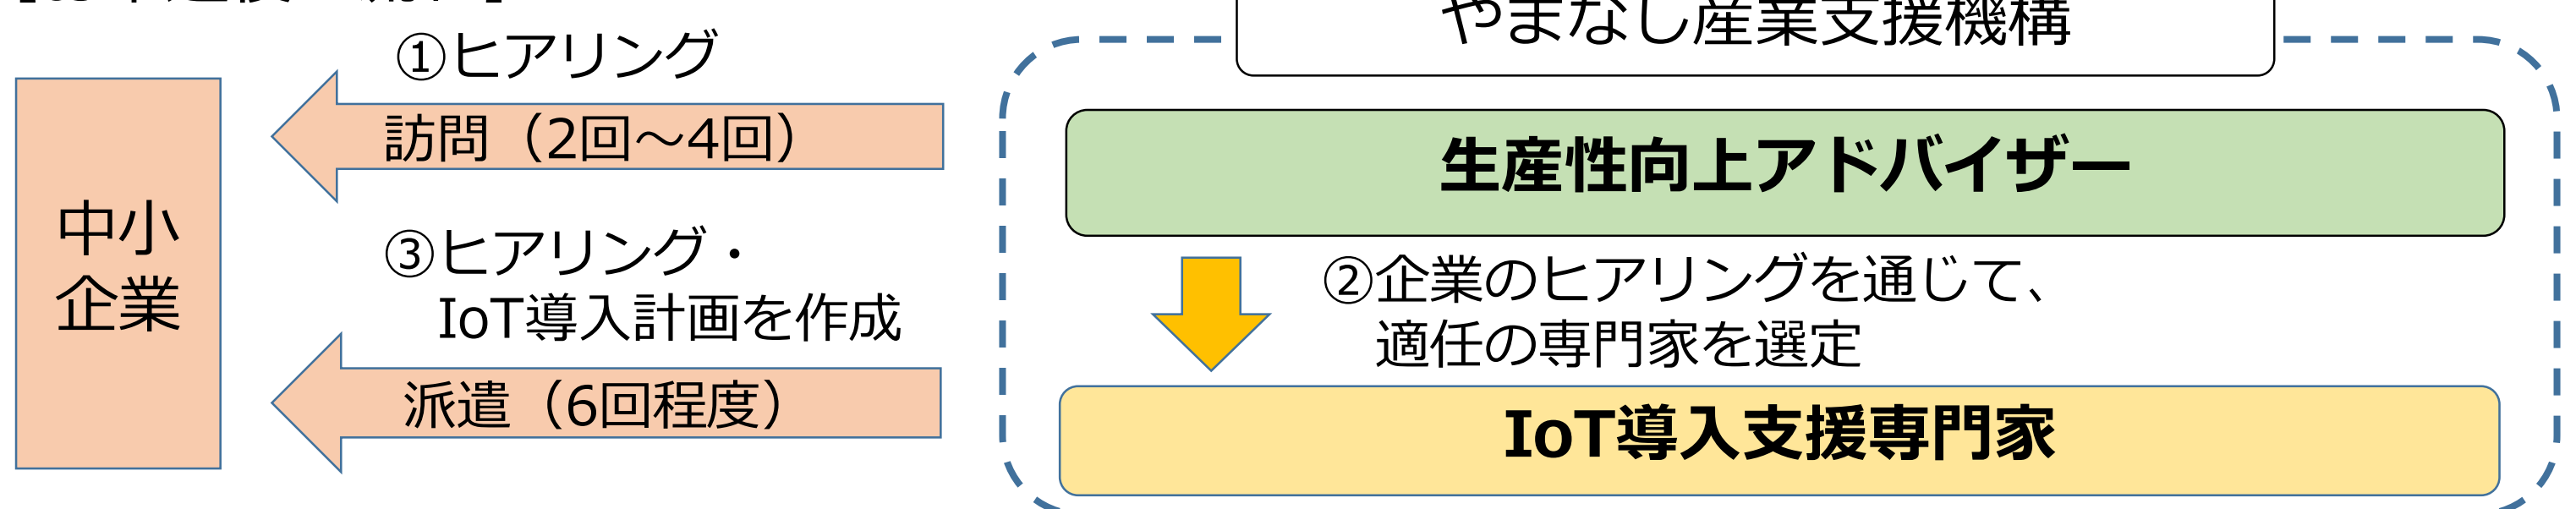 やまなし産業支援機構
①ヒアリング
訪問（2回～4回）
中小
企業
③ヒアリング・
IoT導入計画を作成
派遣（6回程度）
生産性向上アドバイザー
②企業のヒアリングを通じて、
適任の専門家を選定
IoT導入支援専門家